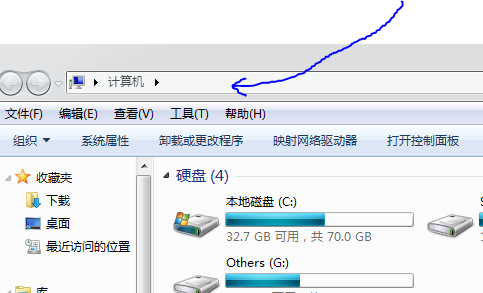 计算机
文件(F) 编辑(E) 查看(V) 工具(T) 帮助(H)
组织 系统属性 卸载或更改程序 映射网络驱动器 打开控制面板
收藏夹
下载
桌面
最近访问的位置
库
硬盘 (4)
本地磁盘 (C:)
32.7 GB 可用，共 70.0 GB
Others (G:)